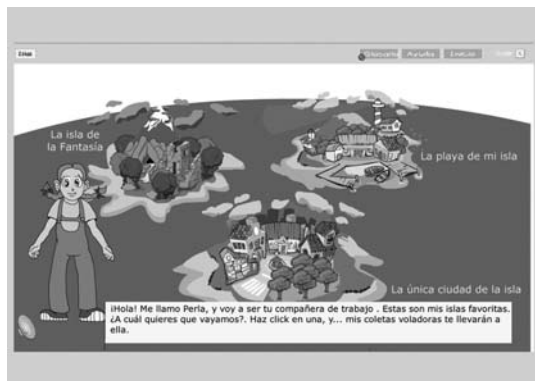 Ayuda
La isla de
la Fantasía
La playa de mi isla
La única ciudad de la isla
¡Hola! Me llamo Perla, y voy a ser tu compañera de trabajo . Estas son mis islas favoritas.
¿A cuál quieres que vayamos?. Haz click en una, y... mis coletas voladoras te llevarán a
ella.